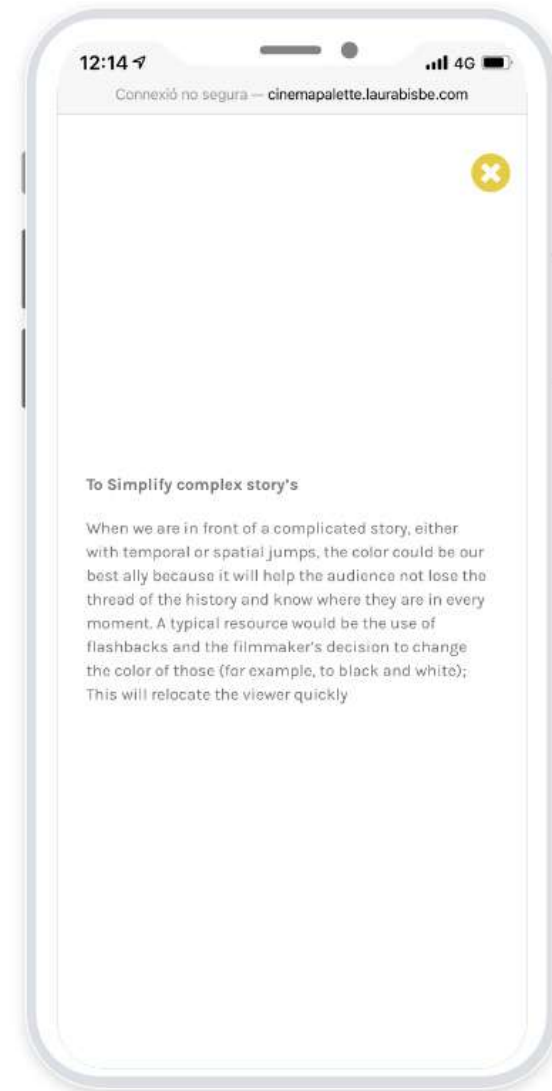 12:14
4G
Connexió no segura — cinemapalette.laurabisbe.com
To Simplify complex story's
When we are in front of a complicated story, either
with temporal or spatial jumps, the color could be our
best ally because it will help the audience not lose the
thread of the history and know where they are in every
moment. A typical resource would be the use of
flashbacks and the filmmaker's decision to change
the color of those (for example, to black and white);
This will relocate the viewer quickly